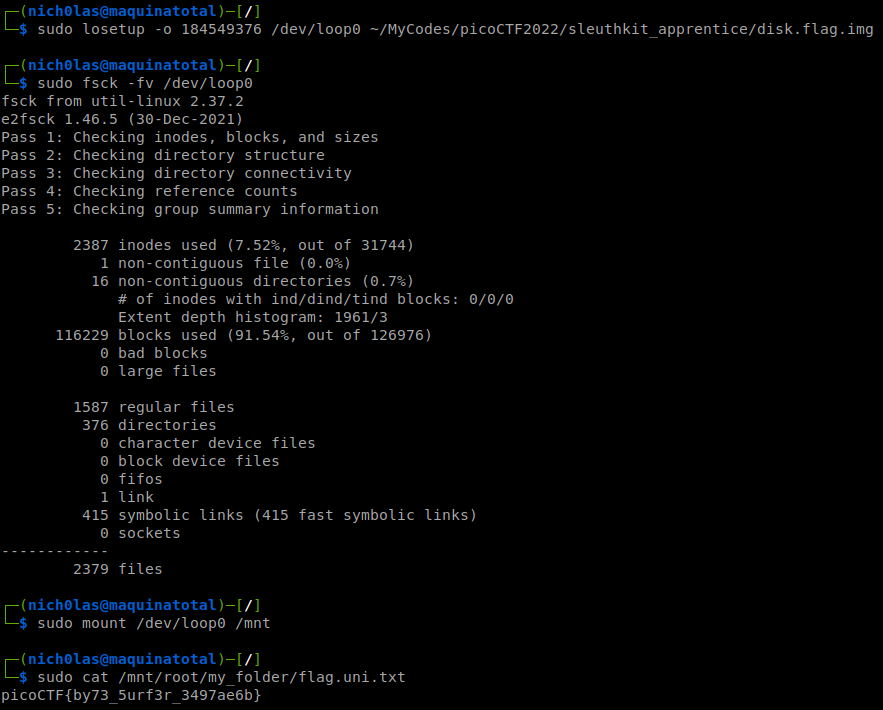 ┌─(nich0las@maquinatotal)-[/]
└─$ sudo losetup -o 184549376 /dev/loop0 ~/MyCodes/picoCTF2022/sleuthkit_apprentice/disk.flag.img
┌─(nich0las@maquinatotal)-[/]
└─$ sudo fsck -fv /dev/loop0
fsck from util-linux 2.37.2
e2fsck 1.46.5 (30-Dec-2021)
Pass 1: Checking inodes, blocks, and sizes
Pass 2: Checking directory structure
Pass 3: Checking directory connectivity
Pass 4: Checking reference counts
Pass 5: Checking group summary information
2387 inodes used (7.52%, out of 31744)
1 non-contiguous file (0.0%)
16 non-contiguous directories (0.7%)
# of inodes with ind/dind/tind blocks: 0/0/0
Extent depth histogram: 1961/3
116229 blocks used (91.54%, out of 126976)
0 bad blocks
0 large files
1587 regular files
376 directories
0 character device files
0 block device files
0 fifos
1 link
415 symbolic links (415 fast symbolic links)
0 sockets
------------
2379 files
┌─(nich0las@maquinatotal)-[/]
└─$ sudo mount /dev/loop0 /mnt
┌─(nich0las@maquinatotal)-[/]
└─$ sudo cat /mnt/root/my_folder/flag.uni.txt
picoCTF{by73_5urf3r_3497ae6b}